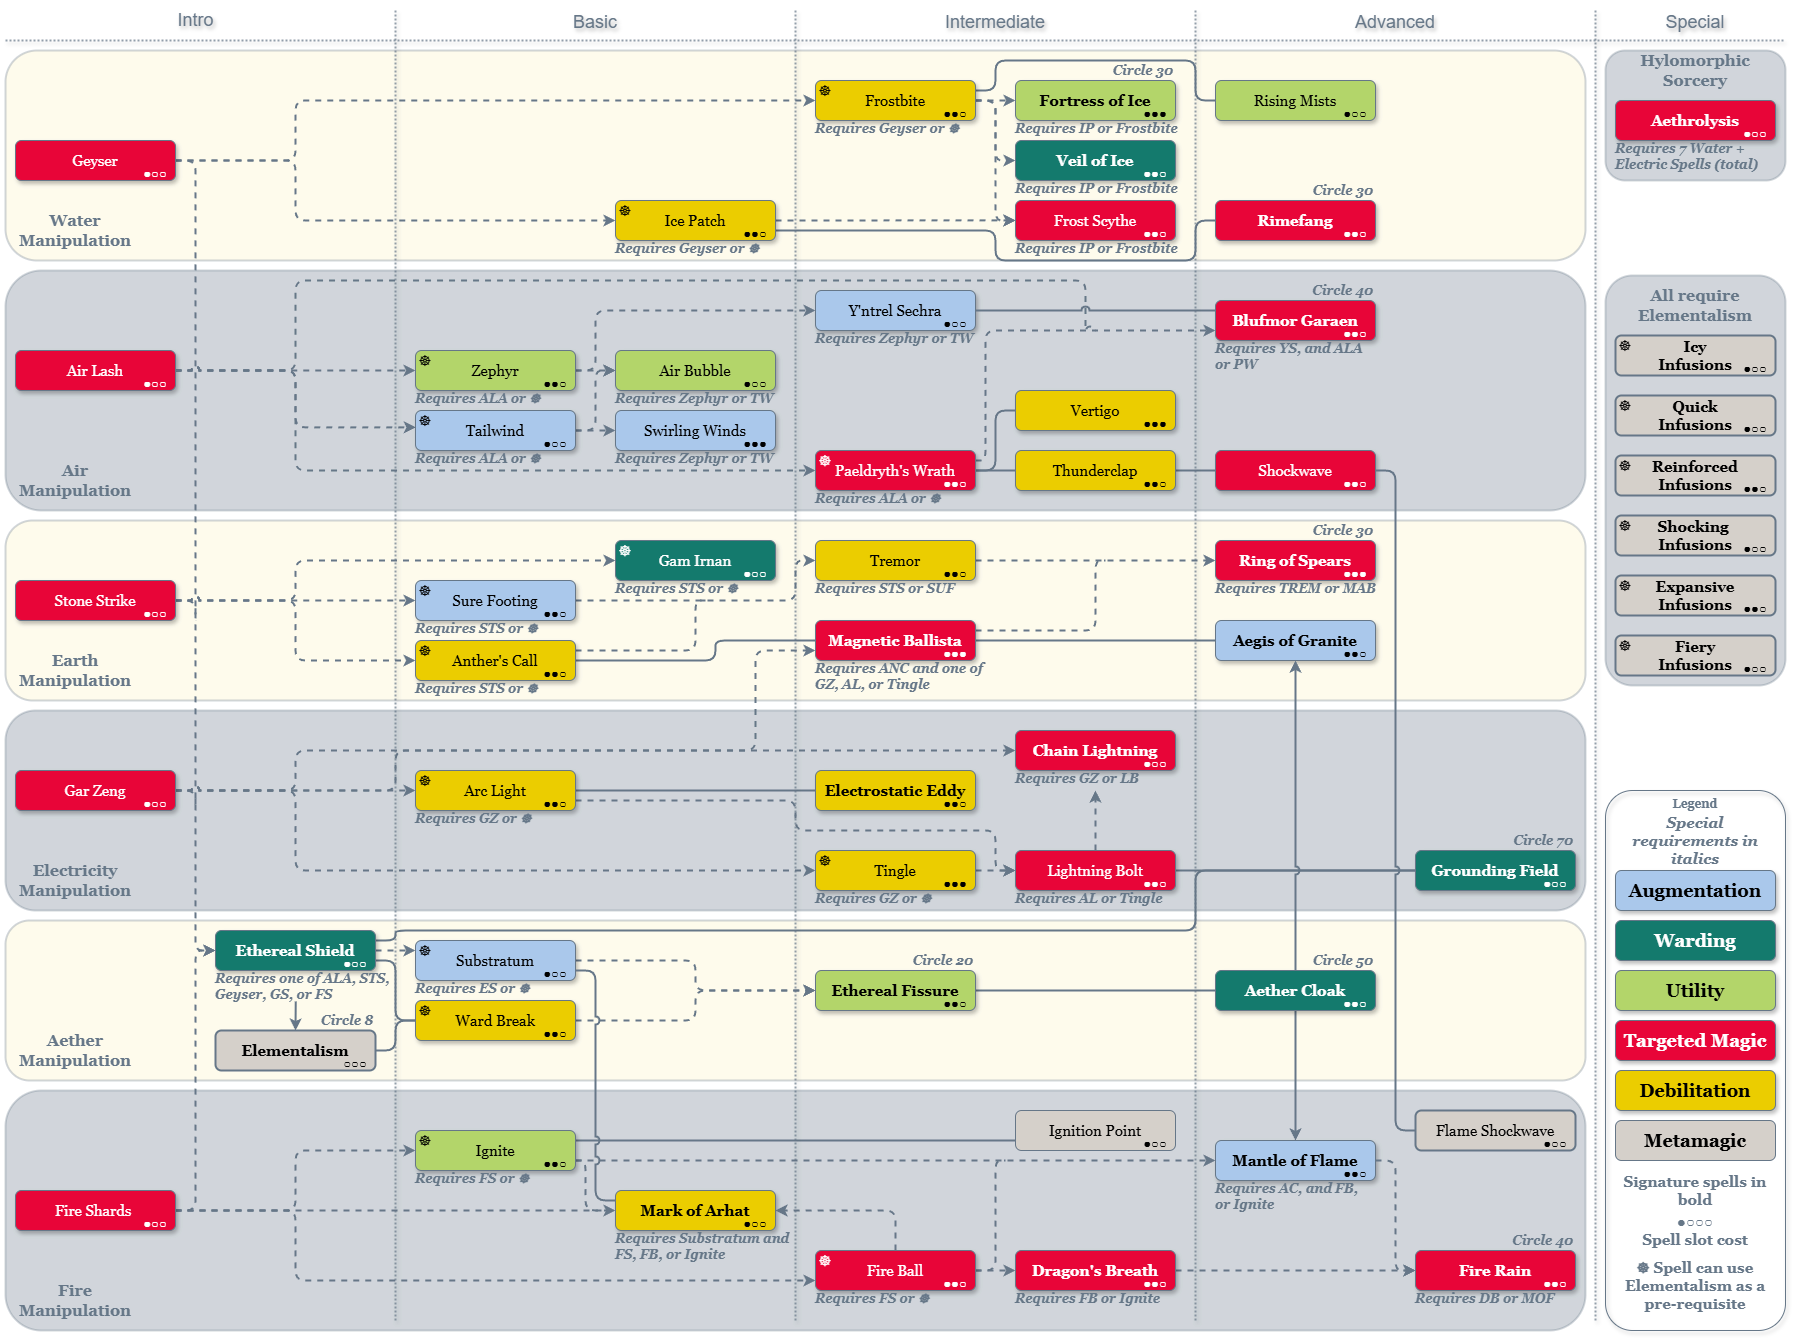 Intro
Basic
Intermediate
Advanced
Special
Water
Manipulation
Geyser
Frostbite
Requires Geyser or ☸
Ice Patch
Requires Geyser or ☸
Circle 30
Fortress of Ice
Requires IP or Frostbite
Veil of Ice
Requires IP or Frostbite
Frost Scythe
Requires IP or Frostbite
Rising Mists
Circle 30
Rimefang
Hylomorphic
Sorcery
Aethrolysis
Requires 7 Water +
Electric Spells (total)
Air
Manipulation
Air Lash
Zephyr
Requires ALA or ☸
Tailwind
Requires ALA or ☸
Air Bubble
Requires Zephyr or TW
Swirling Winds
Requires Zephyr or TW
Y'ntrel Sechra
Requires Zephyr or TW
Paeldryth's Wrath
Requires ALA or ☸
Vertigo
Thunderclap
Circle 40
Blufmor Garaen
Requires YS, and ALA
or PW
Shockwave
All require
Elementalism
Icy
Infusions
Quick
Infusions
Reinforced
Infusions
Shocking
Infusions
Expansive
Infusions
Fiery
Infusions
Earth
Manipulation
Stone Strike
Gam Irnan
Requires STS or ☸
Sure Footing
Requires STS or ☸
Anther's Call
Requires STS or ☸
Tremor
Requires STS or SUF
Magnetic Ballista
Requires ANC and one of
GZ, AL, or Tingle
Circle 30
Ring of Spears
Requires TREM or MAB
Aegis of Granite
Electricity
Manipulation
Gar Zeng
Arc Light
Requires GZ or ☸
Electrostatic Eddy
Tingle
Requires GZ or ☸
Chain Lightning
Requires GZ or LB
Lightning Bolt
Requires AL or Tingle
Circle 70
Grounding Field
Aether
Manipulation
Ethereal Shield
Requires one of ALA, STS,
Geyser, GS, or FS
Circle 8
Elementalism
Substratum
Requires ES or ☸
Ward Break
Circle 20
Ethereal Fissure
Circle 50
Aether Cloak
Fire
Manipulation
Fire Shards
Ignite
Requires FS or ☸
Mark of Arhat
Requires Substratum and
FS, FB, or Ignite
Fire Ball
Requires FS or ☸
Ignition Point
Dragon's Breath
Requires FB or Ignite
Mantle of Flame
Requires AC, and FB,
or Ignite
Flame Shockwave
Circle 40
Fire Rain
Requires DB or MOF
Legend
Special
requirements in
italics
Augmentation
Warding
Utility
Targeted Magic
Debilitation
Metamagic
Signature spells in
bold
Spell slot cost
☸ Spell can use
Elementalism as a
pre-requisite